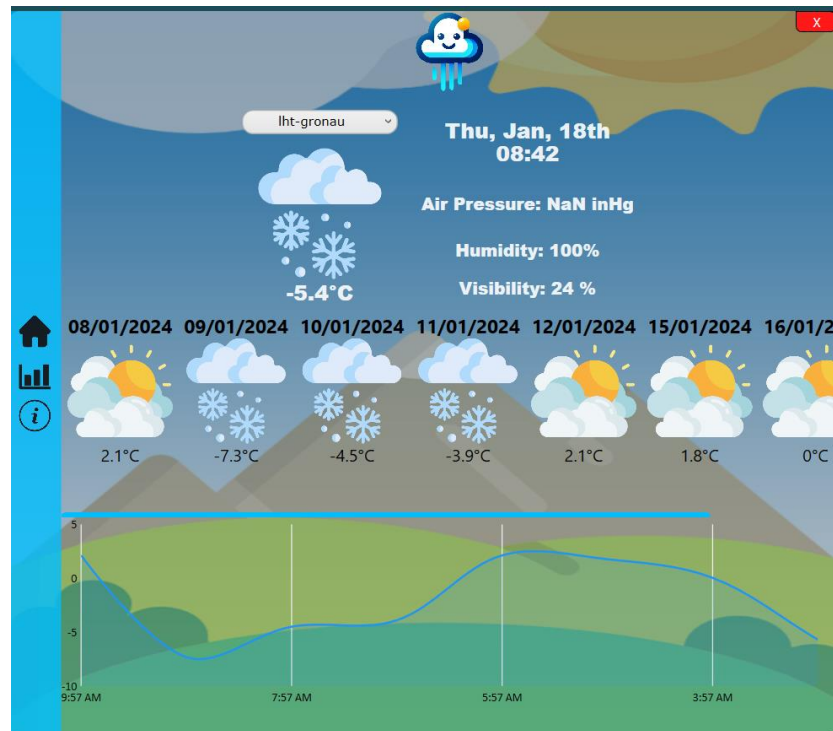 X
lht-gronau
Thu, Jan, 18th
08:42
Air Pressure: NaN inHg
Humidity: 100%
Visibility: 24 %
-5.4°C
08/01/2024 09/01/2024 10/01/2024 11/01/2024 12/01/2024 15/01/2024 16/01/2
2.1°C -7.3°C -4.5°C -3.9°C 2.1°C 1.8°C 0°C
i
5
0
-5
-10
9:57 AM 7:57 AM 5:57 AM 3:57 AM